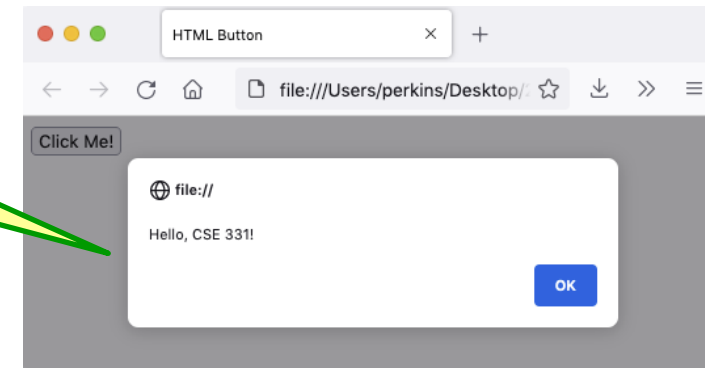 HTML Button
file:///Users/perkins/Desktop/
Click Me!
file://
Hello, CSE 331!
OK